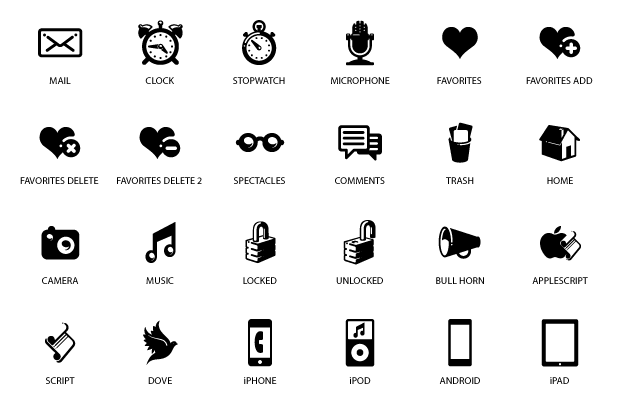 MAIL
CLOCK
STOPWATCH
MICROPHONE
FAVORITES
FAVORITES ADD
FAVORITES DELETE
FAVORITES DELETE 2
SPECTACLES
COMMENTS
TRASH
HOME
CAMERA
MUSIC
LOCKED
UNLOCKED
BULL HORN
APPLESCRIPT
SCRIPT
DOVE
iPHONE
iPOD
ANDROID
iPAD